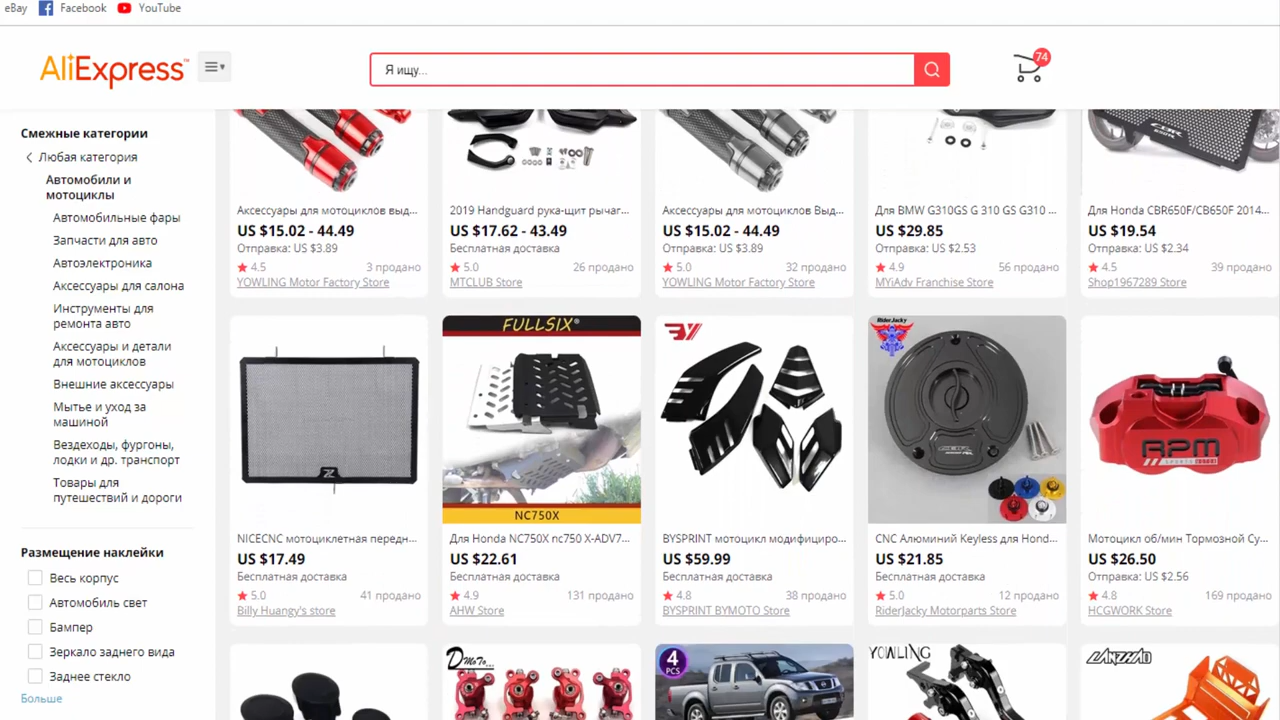 eBay
Facebook
YouTube
AliExpress™
Я ищу...
74
Смежные категории
Любая категория
Автомобили и
мотоциклы
Автомобильные фары
Запчасти для авто
Автоэлектроника
Аксессуары для салона
Инструменты для
ремонта авто
Аксессуары и детали
для мотоциклов
Внешние аксессуары
Мытье и уход за
машиной
Вездеходы, фургоны,
лодки и др. транспорт
Товары для
путешествий и дороги
Размещение наклейки
Весь корпус
Автомобиль свет
Бампер
Зеркало заднего вида
Заднее стекло
Больше
Аксессуары для мотоциклов выд...
US $15.02 - 44.49
Отправка: US $3.89
4.5 3 продано
YOWLING Motor Factory Store
2019 Handguard рука-щит рычаг...
US $17.62 - 43.49
Бесплатная доставка
5.0 26 продано
MTCLUB Store
Аксессуары для мотоциклов Выд...
US $15.02 - 44.49
Отправка: US $3.89
5.0 32 продано
YOWLING Motor Factory Store
Для BMW G310GS G 310 GS G310 ...
US $29.85
Отправка: US $2.53
4.9 56 продано
MYiAdv Franchise Store
CBR
650R
Для Honda CBR650F/CB650F 2014...
US $19.54
Отправка: US $2.34
4.5 39 продано
Shop1967289 Store
Z
NICECNC мотоциклетная передн...
US $17.49
Бесплатная доставка
5.0 41 продано
Billy Huangy's store
FULLSIX®
NC750X
Для Honda NC750X nc750 X-ADV7...
US $22.61
Бесплатная доставка
4.9 131 продано
AHW Store
BYSPRINT мотоцикл модифициро...
US $59.99
Бесплатная доставка
4.8 38 продано
BYSPRINT BYMOTO Store
RiderJacky
CNC Алюминий Keyless для Hond...
US $21.85
Бесплатная доставка
5.0 12 продано
RiderJacky Motorparts Store
RPM
Мотоцикл об/мин Тормозной Су...
US $26.50
Отправка: US $2.56
4.8 169 продано
HCGWORK Store
DMoTo...
4
PCS
YOWLING
LANZHAO